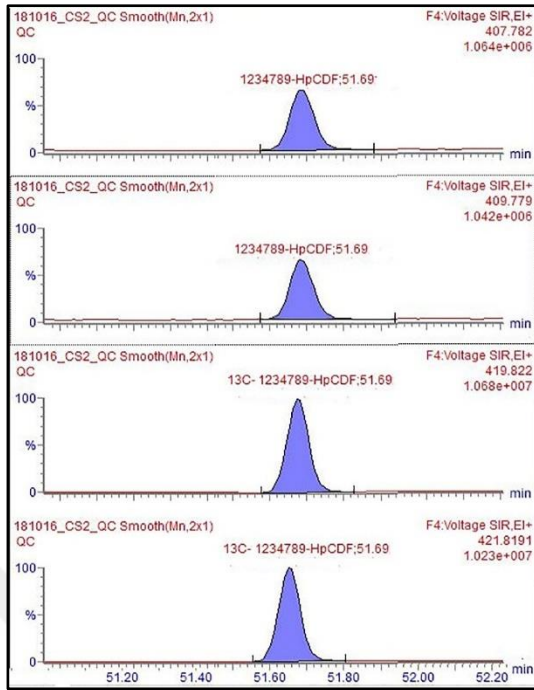 181016_CS2_QC Smooth(Mn,2x1) F4:Voltage SIR,EI+
QC 407.782
1.064e+006
100
1234789-HpCDF;51.69
%
0 min
181016_CS2_QC Smooth(Mn,2x1) F4:Voltage SIR,EI+
QC 409.779
1.042e+006
100
1234789-HpCDF;51.69
%
0 min
181016_CS2_QC Smooth(Mn,2x1) F4:Voltage SIR,EI+
QC 419.822
1.068e+007
13C- 1234789-HpCDF;51.69
100
%
0 min
181016_CS2_QC Smooth(Mn,2x1) F4:Voltage SIR,EI+
QC 421.8191
1.023e+007
13C- 1234789-HpCDF;51.69
100
%
0 min
51.20 51.40 51.60 51.80 52.00 52.20